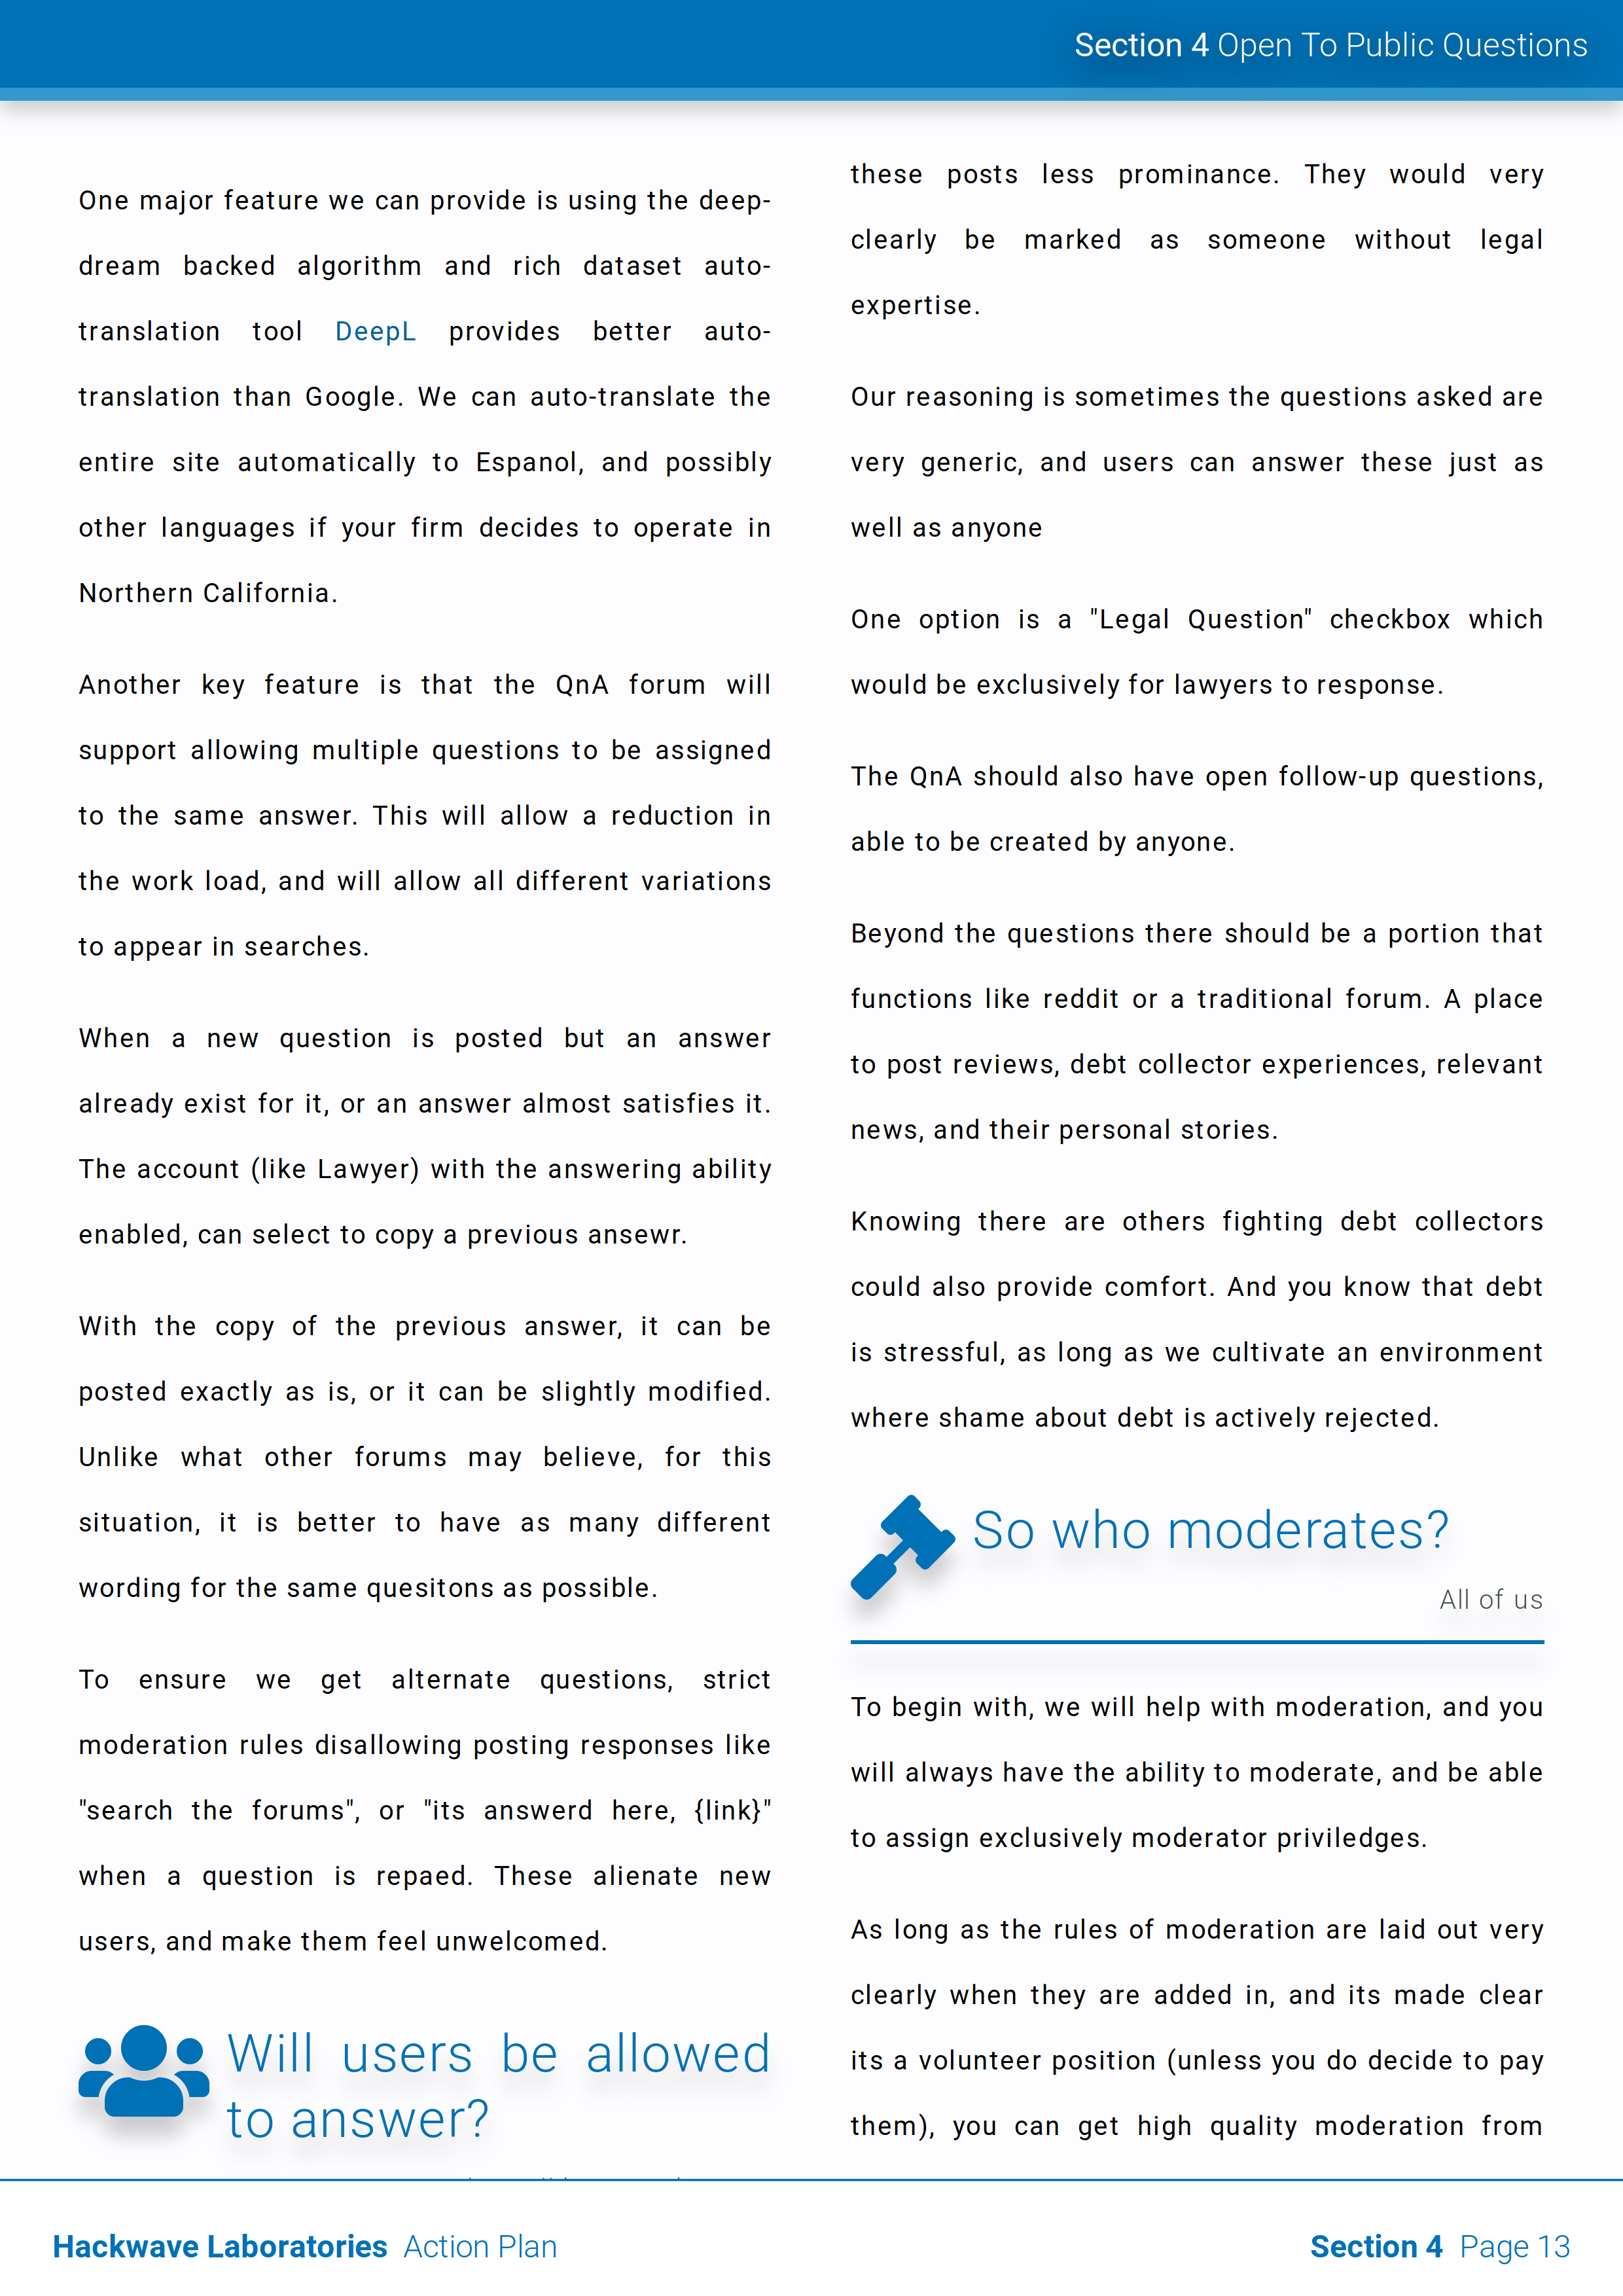 Section 4 Open To Public Questions
One major feature we can provide is using the deep-
dream backed algorithm and rich dataset auto-
translation tool DeepL provides better auto-
translation than Google. We can auto-translate the
entire site automatically to Espanol, and possibly
other languages if your firm decides to operate in
Northern California.
Another key feature is that the QnA forum will
support allowing multiple questions to be assigned
to the same answer. This will allow a reduction in
the work load, and will allow all different variations
to appear in searches.
When a new question is posted but an answer
already exist for it, or an answer almost satisfies it.
The account (like Lawyer) with the answering ability
enabled, can select to copy a previous ansewr.
With the copy of the previous answer, it can be
posted exactly as is, or it can be slightly modified.
Unlike what other forums may believe, for this
situation, it is better to have as many different
wording for the same quesitons as possible.
To ensure we get alternate questions, strict
moderation rules disallowing posting responses like
"search the forums", or "its answerd here, {link}"
when a question is repaed. These alienate new
users, and make them feel unwelcomed.
Will users be allowed
to answer?
these posts less prominance. They would very
clearly be marked as someone without legal
expertise.
Our reasoning is sometimes the questions asked are
very generic, and users can answer these just as
well as anyone
One option is a "Legal Question" checkbox which
would be exclusively for lawyers to response.
The QnA should also have open follow-up questions,
able to be created by anyone.
Beyond the questions there should be a portion that
functions like reddit or a traditional forum. A place
to post reviews, debt collector experiences, relevant
news, and their personal stories.
Knowing there are others fighting debt collectors
could also provide comfort. And you know that debt
is stressful, as long as we cultivate an environment
where shame about debt is actively rejected.
So who moderates?
All of us
To begin with, we will help with moderation, and you
will always have the ability to moderate, and be able
to assign exclusively moderator priviledges.
As long as the rules of moderation are laid out very
clearly when they are added in, and its made clear
its a volunteer position (unless you do decide to pay
them), you can get high quality moderation from
Hackwave Laboratories Action Plan
Section 4 Page 13